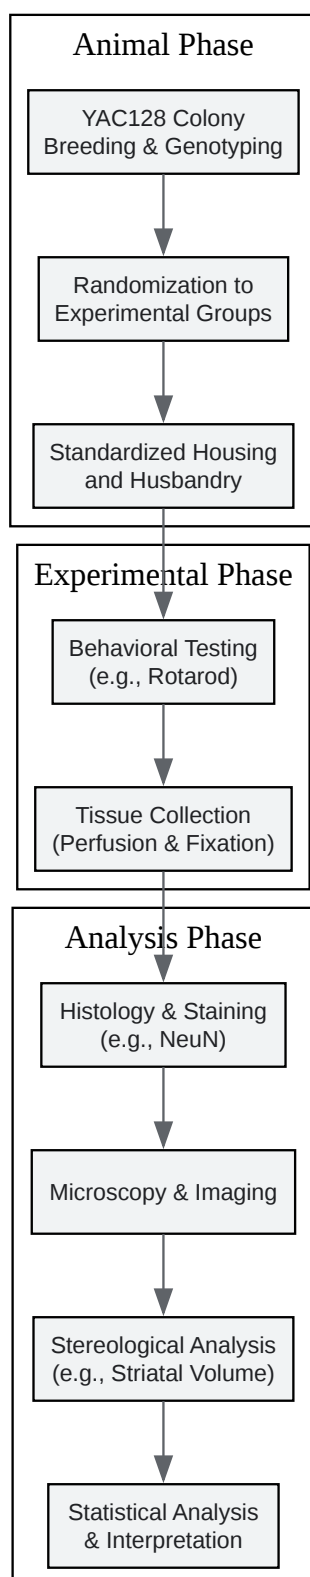 Animal Phase
YAC128 Colony
Breeding & Genotyping
Randomization to
Experimental Groups
Standardized Housing
and Husbandry
Experimental Phase
Behavioral Testing
(e.g., Rotarod)
Tissue Collection
(Perfusion & Fixation)
Analysis Phase
Histology & Staining
(e.g., NeuN)
Microscopy & Imaging
Stereological Analysis
(e.g., Striatal Volume)
Statistical Analysis
& Interpretation